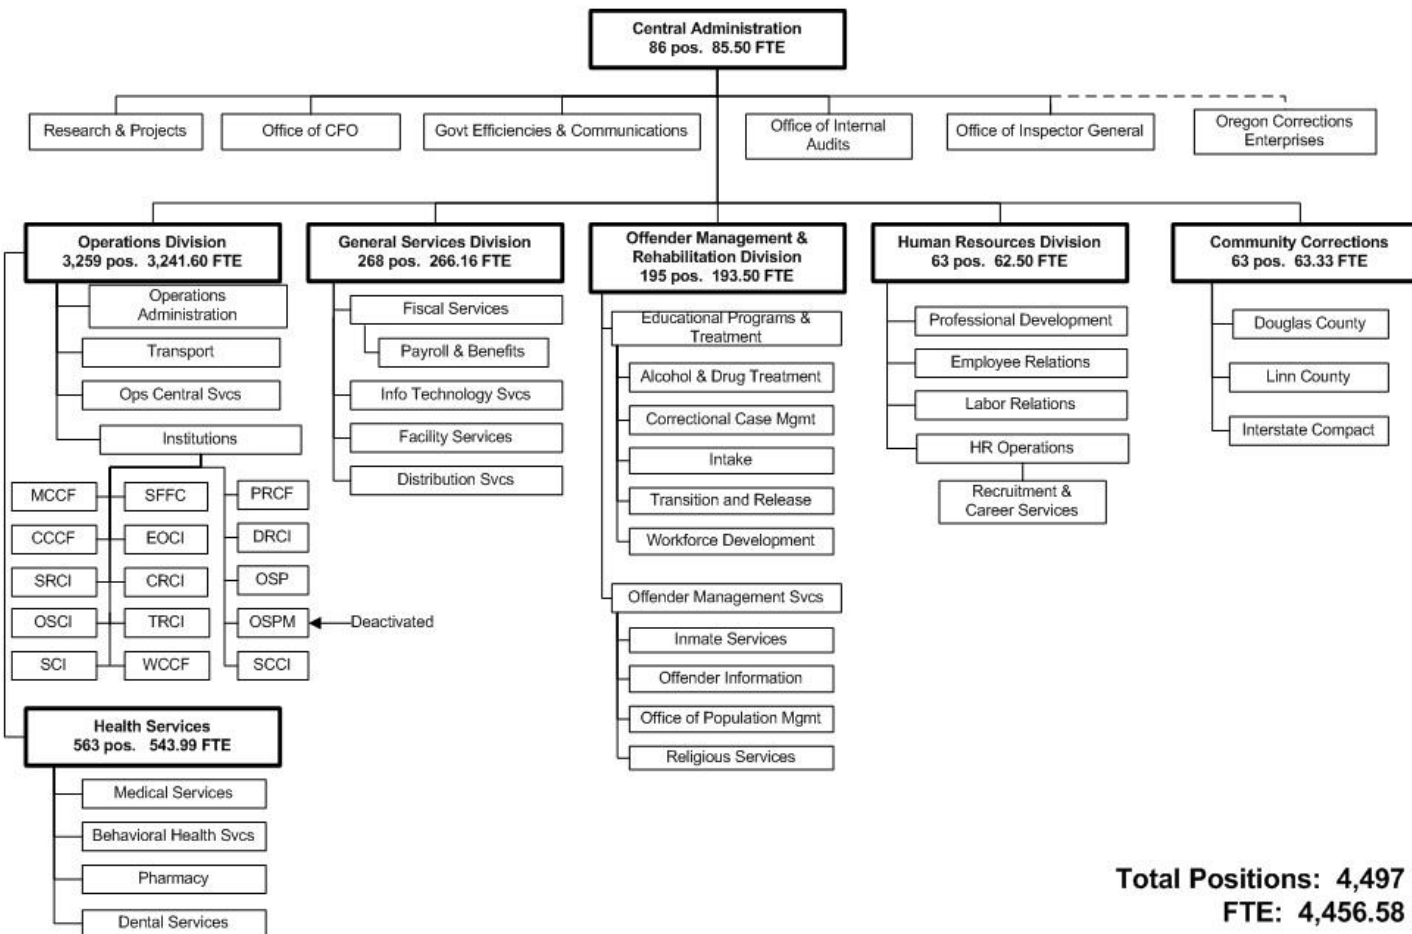 Central Administration
86 pos.  85.50 FTE
Research & Projects
Office of CFO
Govt Efficiencies & Communications
Office of Internal
Audits
Office of Inspector General
Oregon Corrections
Enterprises
Operations Division
3,259 pos.  3,241.60 FTE
General Services Division
268 pos.  266.16 FTE
Offender Management &
Rehabilitation Division
195 pos.  193.50 FTE
Human Resources Division
63 pos.  62.50 FTE
Community Corrections
63 pos.  63.33 FTE
Operations
Administration
Transport
Ops Central Svcs
Institutions
MCCF
SFFC
PRCF
CCCF
EOCI
DRCI
SRCI
CRCI
OSP
OSCI
TRCI
OSPM
Deactivated
SCI
WCCF
SCCI
Health Services
563 pos.  543.99 FTE
Medical Services
Behavioral Health Svcs
Pharmacy
Dental Services
Fiscal Services
Payroll & Benefits
Info Technology Svcs
Facility Services
Distribution Svcs
Educational Programs &
Treatment
Alcohol & Drug Treatment
Correctional Case Mgmt
Intake
Transition and Release
Workforce Development
Offender Management Svcs
Inmate Services
Offender Information
Office of Population Mgmt
Religious Services
Professional Development
Employee Relations
Labor Relations
HR Operations
Recruitment &
Career Services
Douglas County
Linn County
Interstate Compact
Total Positions:  4,497
FTE:  4,456.58